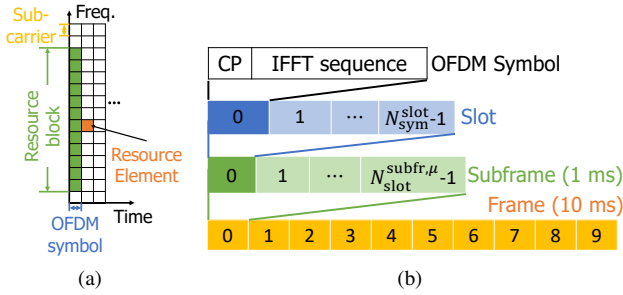 Freq.
Sub-
carrier
Resource
block
...
Resource
Element
Time
OFDM
symbol
(a)
CP IFFT sequence OFDM Symbol
0 1 ... N_sym^slot-1 Slot
0 1 ... N_slot^subfr,μ-1 Subframe (1 ms)
Frame (10 ms)
0 1 2 3 4 5 6 7 8 9
(b)